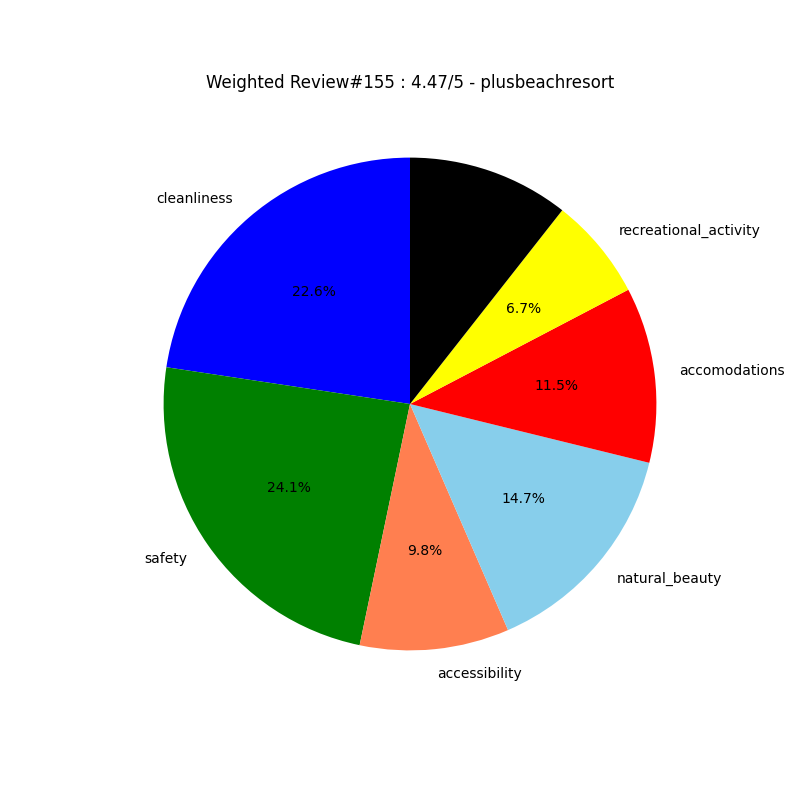 Weighted Review#155 : 4.47/5 - plusbeachresort
cleanliness
recreational_activity
22.6%
6.7%
accomodations
11.5%
24.1%
14.7%
9.8%
safety
natural_beauty
accessibility